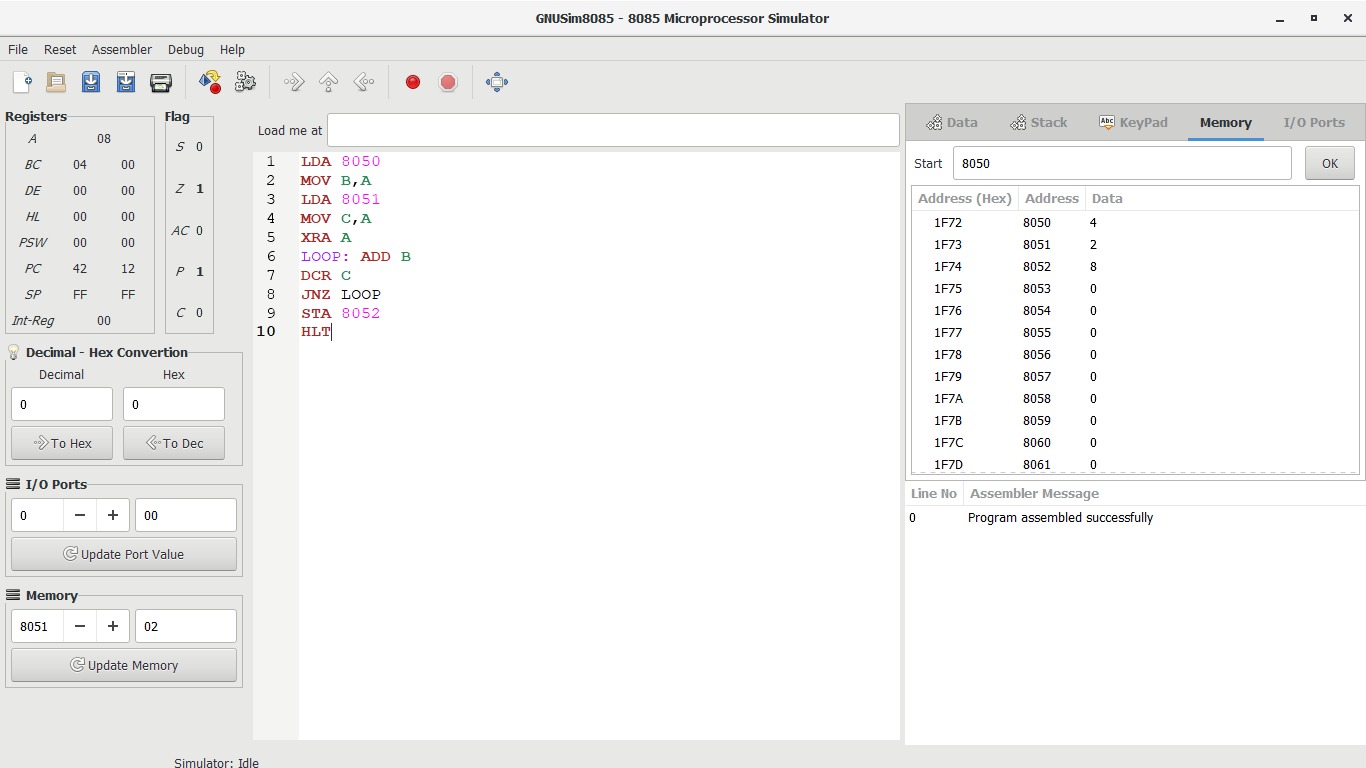 GNUSim8085 - 8085 Microprocessor Simulator
File Reset Assembler Debug Help
Registers
A 08
BC 04 00
DE 00 00
HL 00 00
PSW 00 00
PC 42 12
SP FF FF
Int-Reg 00
Flag
S 0
Z 1
AC 0
P 1
C 0
Decimal - Hex Convertion
Decimal Hex
0 0
To Hex To Dec
I/O Ports
0 − + 00
Update Port Value
Memory
8051 − + 02
Update Memory
Load me at
1 LDA 8050
2 MOV B,A
3 LDA 8051
4 MOV C,A
5 XRA A
6 LOOP: ADD B
7 DCR C
8 JNZ LOOP
9 STA 8052
10 HLT
Data Stack Abc KeyPad Memory I/O Ports
Start 8050 OK
Address (Hex) Address Data
1F72 8050 4
1F73 8051 2
1F74 8052 8
1F75 8053 0
1F76 8054 0
1F77 8055 0
1F78 8056 0
1F79 8057 0
1F7A 8058 0
1F7B 8059 0
1F7C 8060 0
1F7D 8061 0
Line No Assembler Message
0 Program assembled successfully
Simulator: Idle